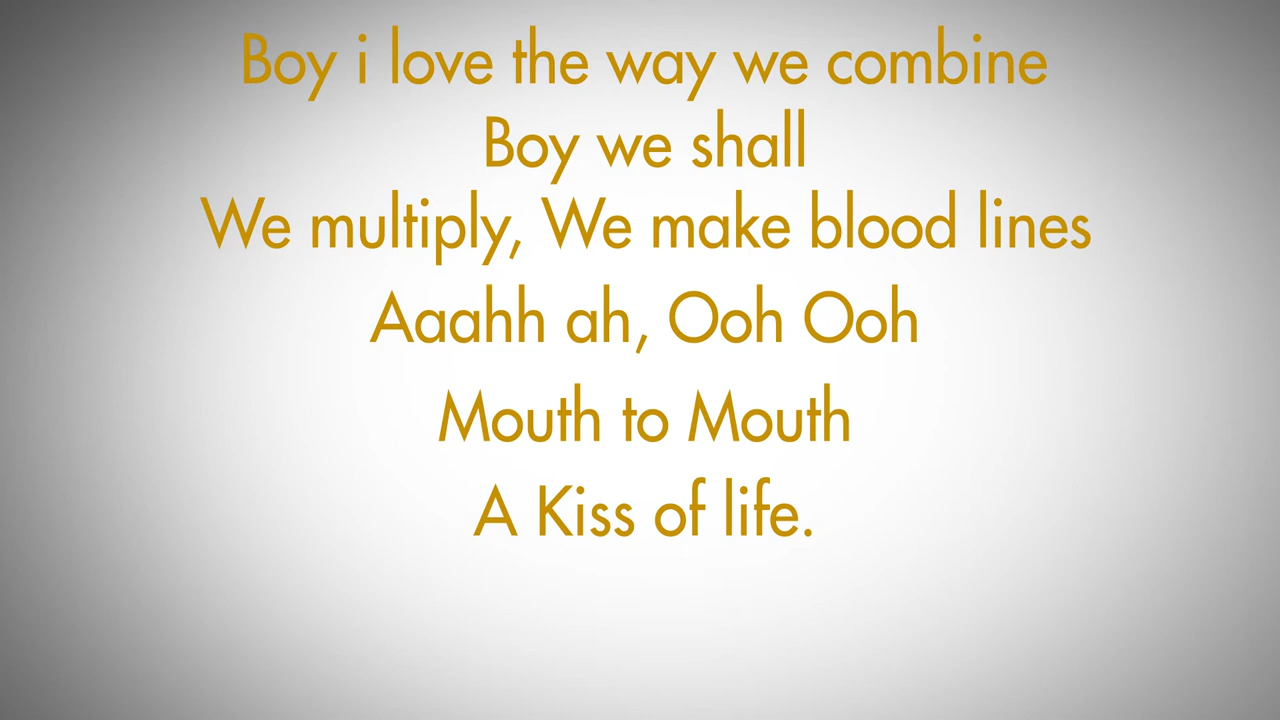 Boy i love the way we combine
Boy we shall
We multiply, We make blood lines
Aaahh ah, Ooh Ooh
Mouth to Mouth
A Kiss of life.